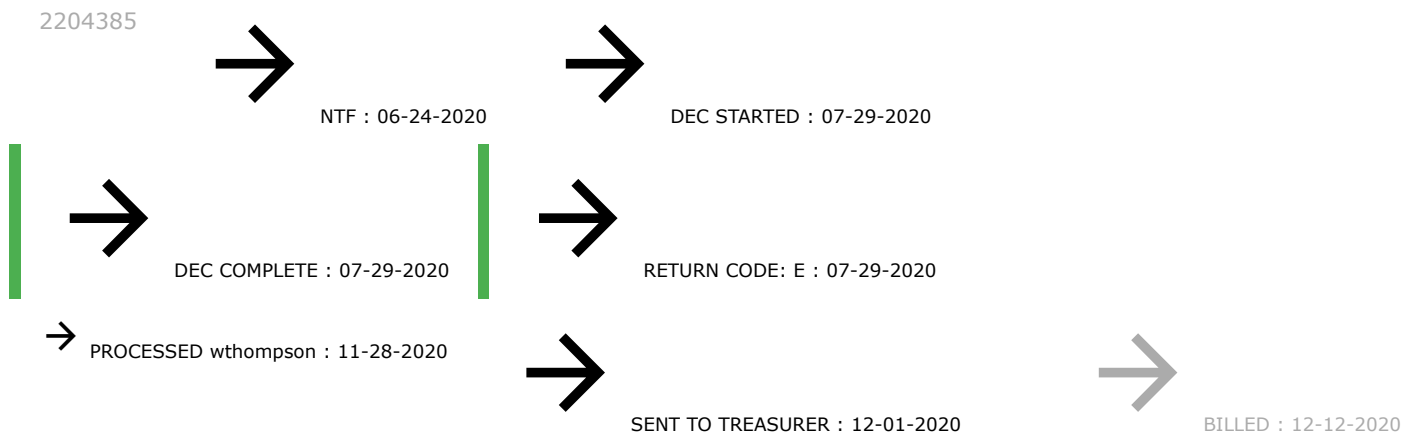 2204385
NTF : 06-24-2020
DEC STARTED : 07-29-2020
DEC COMPLETE : 07-29-2020
RETURN CODE: E : 07-29-2020
PROCESSED wthompson : 11-28-2020
SENT TO TREASURER : 12-01-2020
BILLED : 12-12-2020